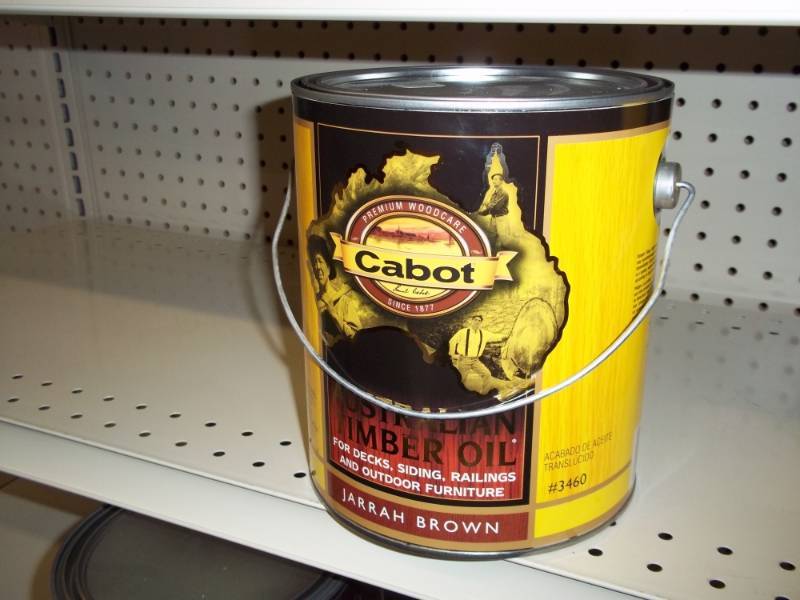 PREMIUM WOODCARE
Cabot
SINCE 1877
AUSTRALIAN
TIMBER OIL®
FOR DECKS, SIDING, RAILINGS
AND OUTDOOR FURNITURE
JARRAH BROWN
ACABADO DE ACEITE
TRANSLÚCIDO
#3460